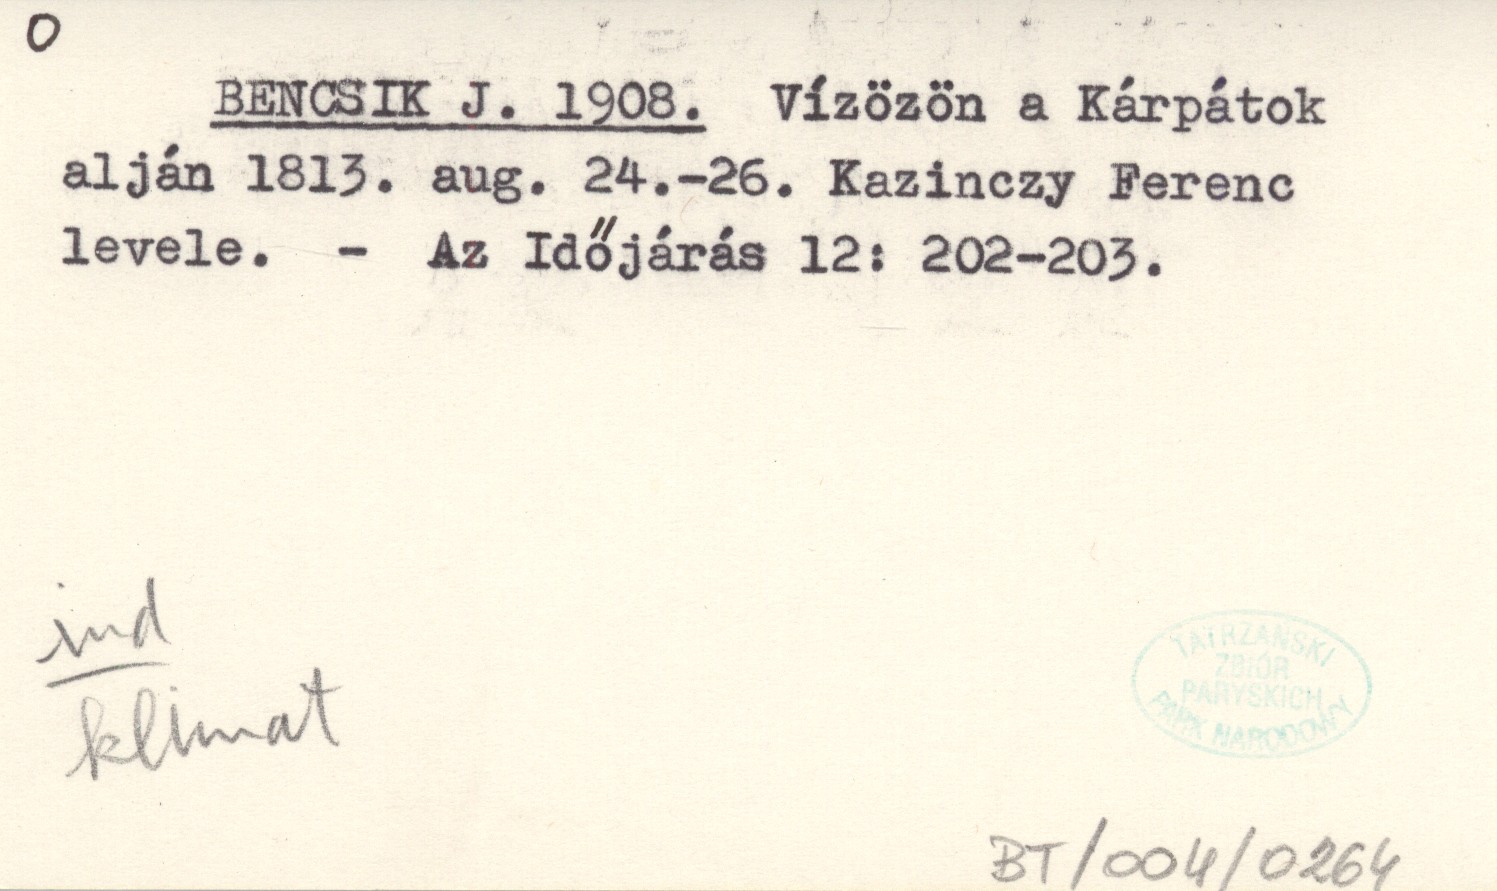 O
BENCSIK J. 1908. Vízözön a Kárpátok
alján 1813. aug. 24.-26. Kazinczy Ferenc
levele. - Az Időjárás 12: 202-203.
ind
klimat
TATRZAŃSKI
ZBIÓR
PARYSKICH
PARK NARODOWY
BT/004/0264